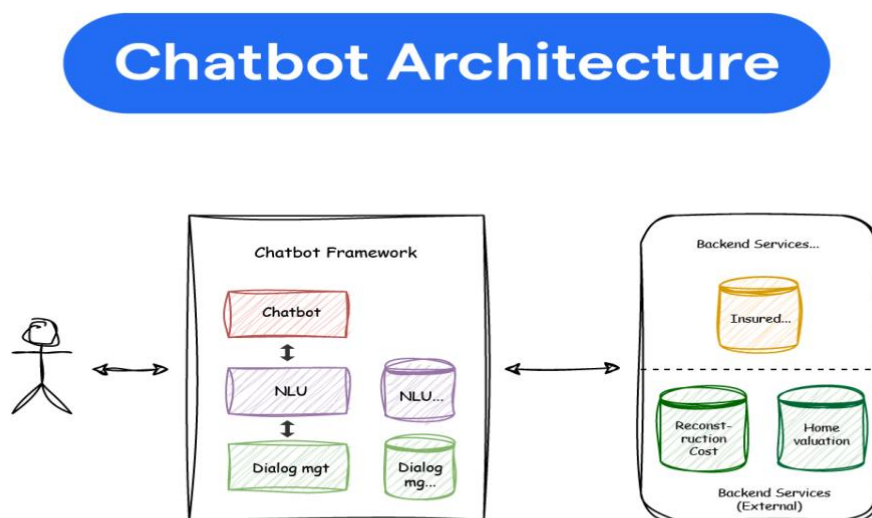 Chatbot Architecture
Chatbot Framework
Chatbot
NLU
NLU...
Dialog mgt
Dialog
mg...
Backend Services...
Insured...
Reconst-
ruction
Cost
Home
valuation
Backend Services
(External)